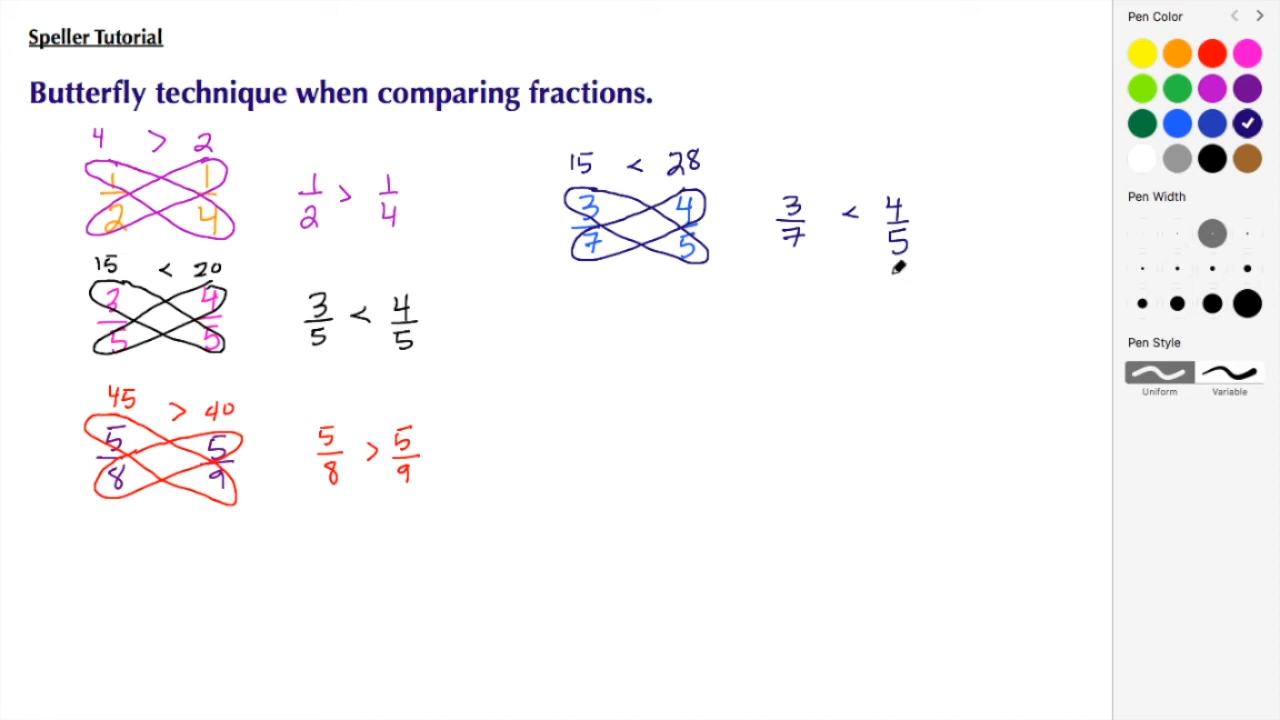 Speller Tutorial
Butterfly technique when comparing fractions.
4 > 2
1/2 1/4
1/2 > 1/4
15 < 20
3/5 4/5
3/5 < 4/5
45 > 40
5/8 5/9
5/8 > 5/9
15 < 28
3/7 4/5
3/7 < 4/5
Pen Color
Pen Width
Pen Style
Uniform Variable